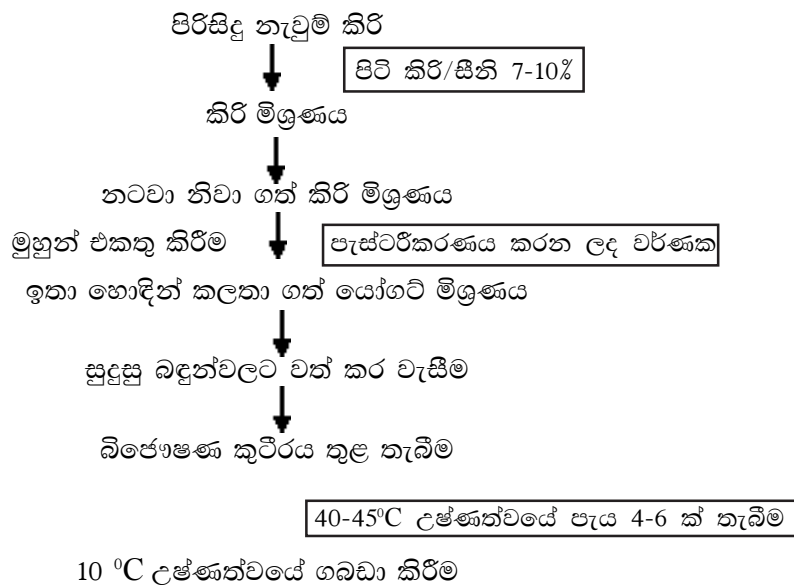 පිරිසිදු නැවුම් කිරි
පිටි කිරි/සීනි 7-10%
කිරි මිශ්‍රණය
නටවා නිවා ගත් කිරි මිශ්‍රණය
මුහුන් එකතු කිරීම
පැස්ටරීකරණය කරන ලද වර්ණක
ඉතා හොඳින් කලතා ගත් යෝගට් මිශ්‍රණය
සුදුසු බඳුන්වලට වත් කර වැසීම
බිජෞෂණ කුටීරය තුළ තැබීම
40-45⁰C උෂ්ණත්වයේ පැය 4-6 ක් තැබීම
10 ⁰C උෂ්ණත්වයේ ගබඩා කිරීම